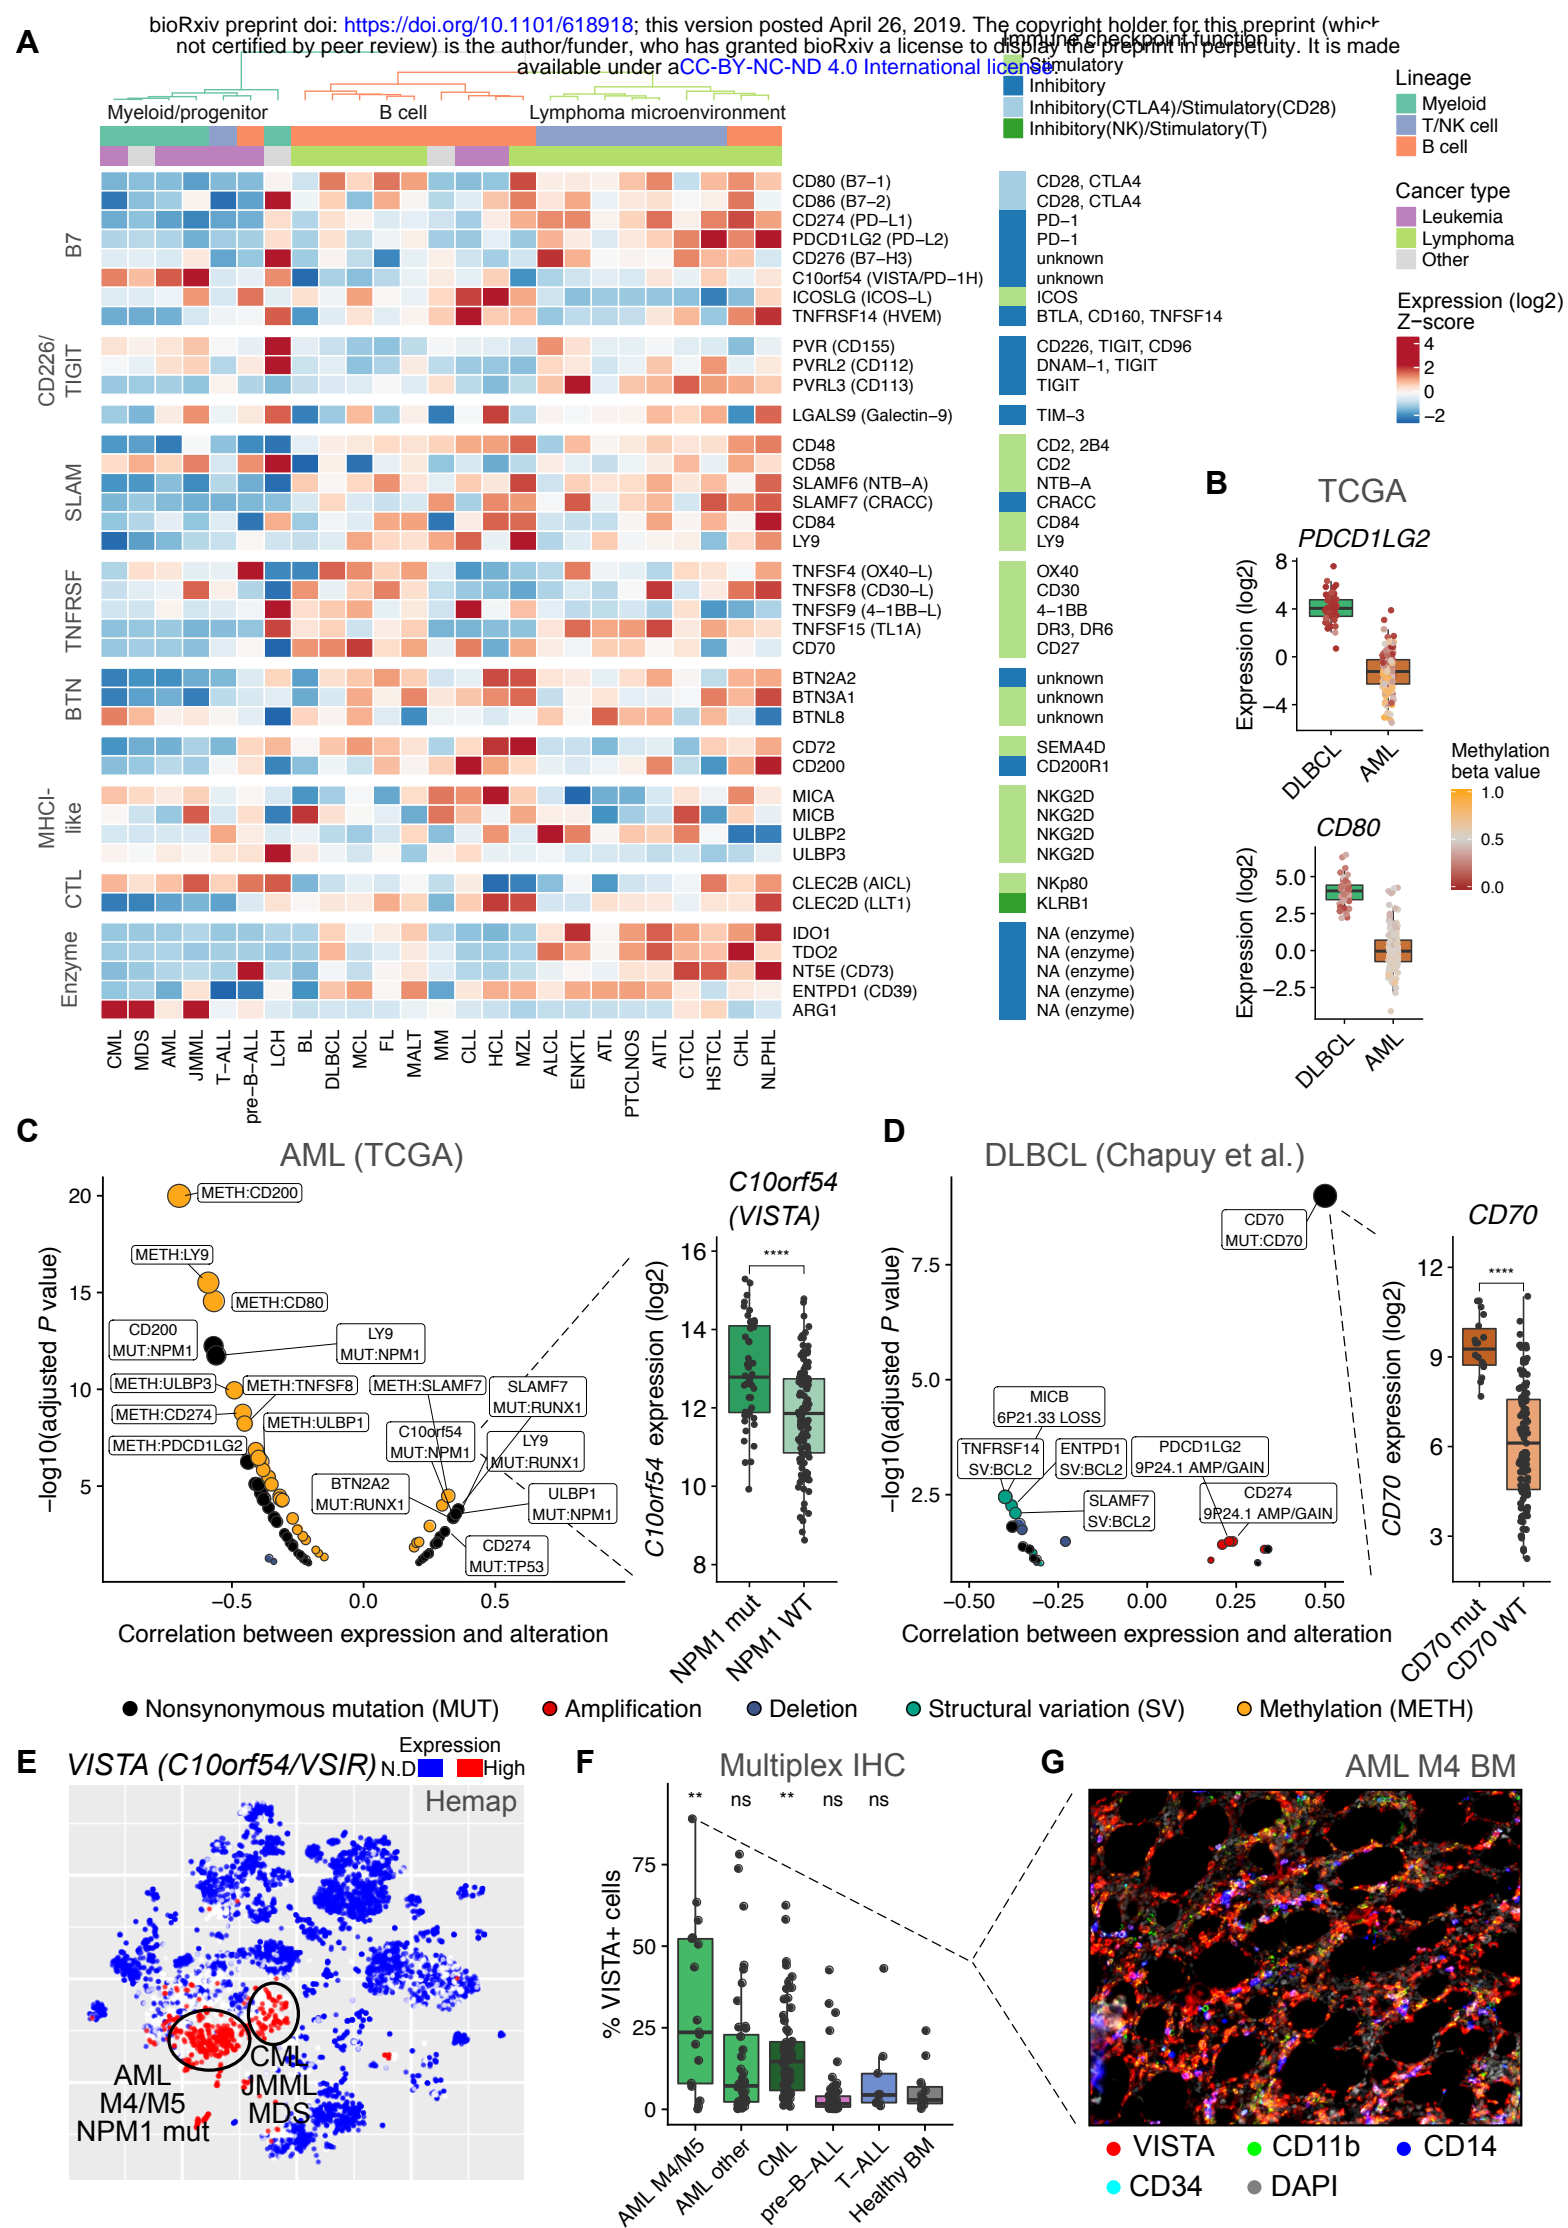 bioRxiv preprint doi: https://doi.org/10.1101/618918; this version posted April 26, 2019. The copyright holder for this preprint (which
not certified by peer review) is the author/funder, who has granted bioRxiv a license to display the preprint in perpetuity. It is made
available under aCC-BY-NC-ND 4.0 International license.
A
Immune checkpoint function
Stimulatory
Inhibitory
Inhibitory(CTLA4)/Stimulatory(CD28)
Inhibitory(NK)/Stimulatory(T)
Myeloid/progenitor
B cell
Lymphoma microenvironment
Lineage
Myeloid
T/NK cell
B cell
Cancer type
Leukemia
Lymphoma
Other
Expression (log2)
Z−score
4
2
0
−2
B7
CD80 (B7−1) CD28, CTLA4
CD86 (B7−2) CD28, CTLA4
CD274 (PD−L1) PD−1
PDCD1LG2 (PD−L2) PD−1
CD276 (B7−H3) unknown
C10orf54 (VISTA/PD−1H) unknown
ICOSLG (ICOS−L) ICOS
TNFRSF14 (HVEM) BTLA, CD160, TNFSF14
CD226/
TIGIT
PVR (CD155) CD226, TIGIT, CD96
PVRL2 (CD112) DNAM−1, TIGIT
PVRL3 (CD113) TIGIT
LGALS9 (Galectin−9) TIM−3
SLAM
CD48 CD2, 2B4
CD58 CD2
SLAMF6 (NTB−A) NTB−A
SLAMF7 (CRACC) CRACC
CD84 CD84
LY9 LY9
TNFRSF
TNFSF4 (OX40−L) OX40
TNFSF8 (CD30−L) CD30
TNFSF9 (4−1BB−L) 4−1BB
TNFSF15 (TL1A) DR3, DR6
CD70 CD27
BTN
BTN2A2 unknown
BTN3A1 unknown
BTNL8 unknown
CD72 SEMA4D
CD200 CD200R1
MHCI-
like
MICA NKG2D
MICB NKG2D
ULBP2 NKG2D
ULBP3 NKG2D
CTL
CLEC2B (AICL) NKp80
CLEC2D (LLT1) KLRB1
Enzyme
IDO1 NA (enzyme)
TDO2 NA (enzyme)
NT5E (CD73) NA (enzyme)
ENTPD1 (CD39) NA (enzyme)
ARG1 NA (enzyme)
CML MDS AML JMML T−ALL pre−B−ALL LCH BL DLBCL MCL FL MALT MM CLL HCL MZL ALCL ENKTL ATL PTCLNOS AITL CTCL HSTCL CHL NLPHL
B
TCGA
PDCD1LG2
Expression (log2)
8
4
0
−4
DLBCL AML
CD80
Expression (log2)
5.0
2.5
0.0
−2.5
DLBCL AML
Methylation
beta value
1.0
0.5
0.0
C
AML (TCGA)
−log10(adjusted P value)
20
15
10
5
METH:CD200
METH:LY9
METH:CD80
CD200
MUT:NPM1
LY9
MUT:NPM1
METH:ULBP3
METH:TNFSF8
METH:SLAMF7
SLAMF7
MUT:RUNX1
METH:CD274
METH:ULBP1
C10orf54
MUT:NPM1
LY9
MUT:RUNX1
METH:PDCD1LG2
BTN2A2
MUT:RUNX1
ULBP1
MUT:NPM1
CD274
MUT:TP53
−0.5 0.0 0.5
Correlation between expression and alteration
C10orf54
(VISTA)
C10orf54 expression (log2)
16
14
12
10
8
****
NPM1 mut NPM1 WT
D
DLBCL (Chapuy et al.)
−log10(adjusted P value)
7.5
5.0
2.5
CD70
MUT:CD70
MICB
6P21.33 LOSS
TNFRSF14
SV:BCL2
ENTPD1
SV:BCL2
PDCD1LG2
9P24.1 AMP/GAIN
SLAMF7
SV:BCL2
CD274
9P24.1 AMP/GAIN
−0.50 −0.25 0.00 0.25 0.50
Correlation between expression and alteration
CD70
CD70 expression (log2)
12
9
6
3
****
CD70 mut CD70 WT
Nonsynonymous mutation (MUT) Amplification Deletion Structural variation (SV) Methylation (METH)
E
VISTA (C10orf54/VSIR)
Expression
N.D High
Hemap
AML
M4/M5
NPM1 mut
CML
JMML
MDS
F
Multiplex IHC
% VISTA+ cells
75
50
25
0
** ns ** ns ns
AML M4/M5 AML other CML pre−B−ALL T−ALL Healthy BM
G
AML M4 BM
VISTA CD11b CD14
CD34 DAPI